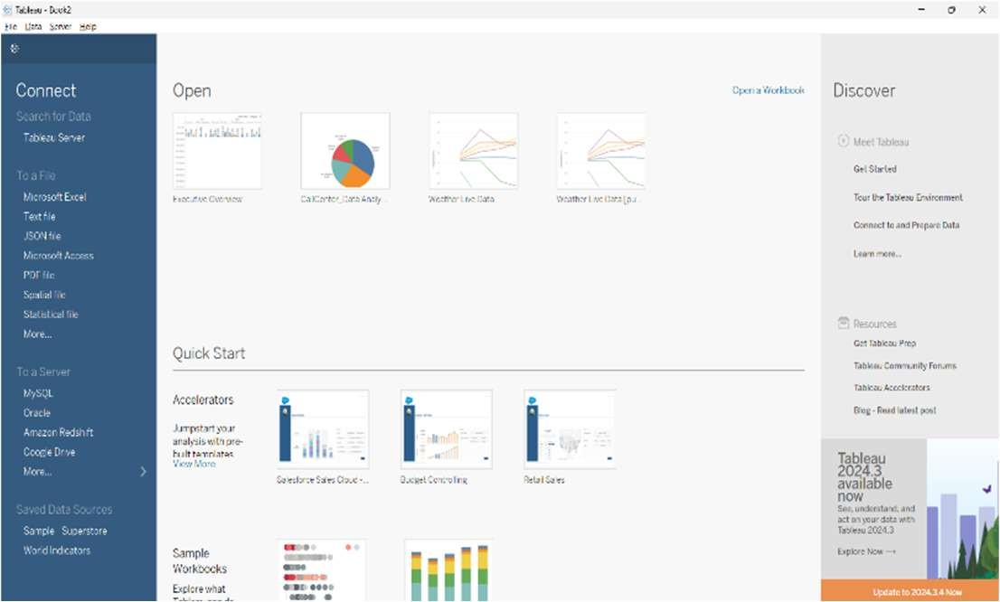 Tableau - Book2
File Data Server Help
Connect
Search for Data
Tableau Server
To a File
Microsoft Excel
Text file
JSON file
Microsoft Access
PDF file
Spatial file
Statistical file
More...
To a Server
MySQL
Oracle
Amazon Redshift
Google Drive
More...
Saved Data Sources
Sample Superstore
World Indicators
Open
Open a Workbook
Executive Overview
CallCenter_Data Analy...
Weather Live Data
Weather Live Data [pu...
Quick Start
Accelerators
Jumpstart your
analysis with pre-
built templates
View More
Salesforce Sales Cloud -...
Budget Controlling
Retail Sales
Sample
Workbooks
Explore what
Discover
Meet Tableau
Get Started
Tour the Tableau Environment
Connect to and Prepare Data
Learn more...
Resources
Get Tableau Prep
Tableau Community Forums
Tableau Accelerators
Blog - Read latest post
Tableau
2024.3
available
now
See, understand, and
act on your data with
Tableau 2024.3
Explore Now →
Update to 2024.3.4 Now